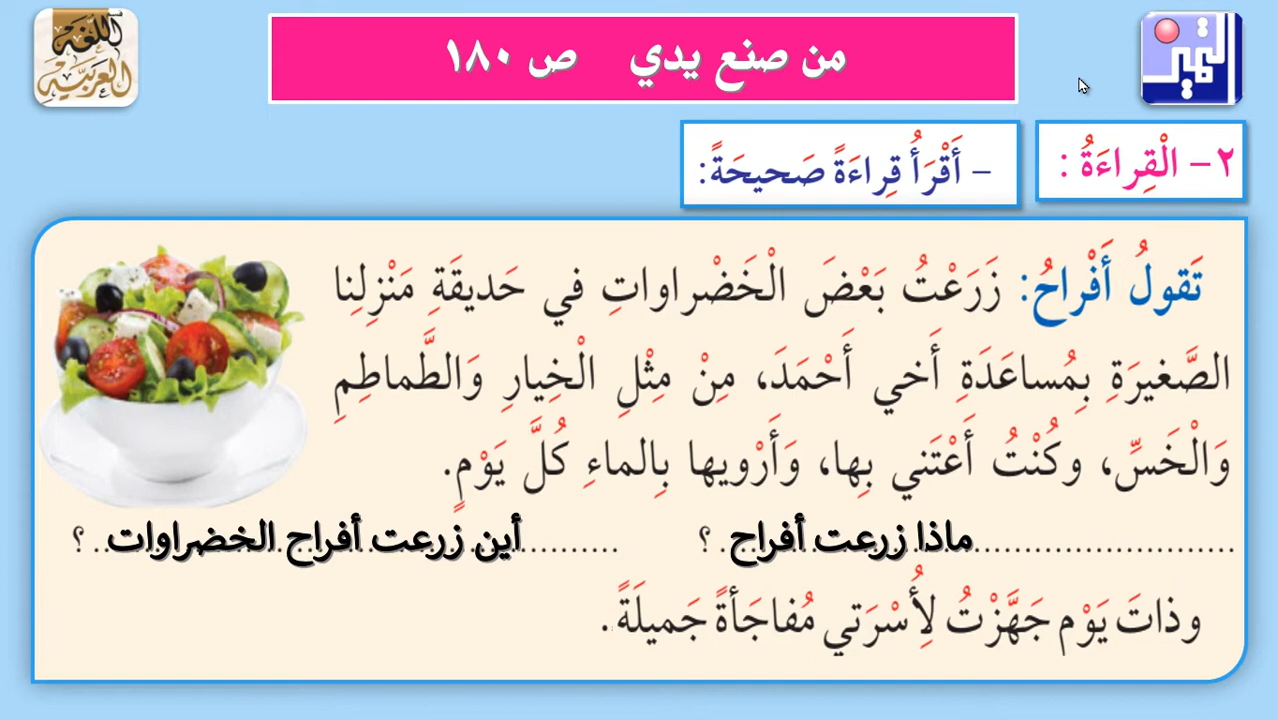 اللغة العربية
من صنع يدي ص ١٨٠
التميز
٢- الْقِراءَةُ :
- أَقْرَأُ قِراءَةً صَحيحَةً:
تَقولُ أَفْراحُ: زَرَعْتُ بَعْضَ الْخَضْراواتِ في حَديقَةِ مَنْزِلِنا
الصَّغيرَةِ بِمُساعَدَةِ أَخي أَحْمَدَ، مِنْ مِثْلِ الْخِيارِ وَالطَّماطِمِ
وَالْخَسِّ، وكُنْتُ أَعْتَني بِها، وَأَرْويها بِالماءِ كُلَّ يَوْمٍ.
ماذا زرعت أفراح ؟ أين زرعت أفراح الخضراوات ؟
وذاتَ يَوْم جَهَّزْتُ لِأُسْرَتي مُفاجَأةً جَميلَةً.